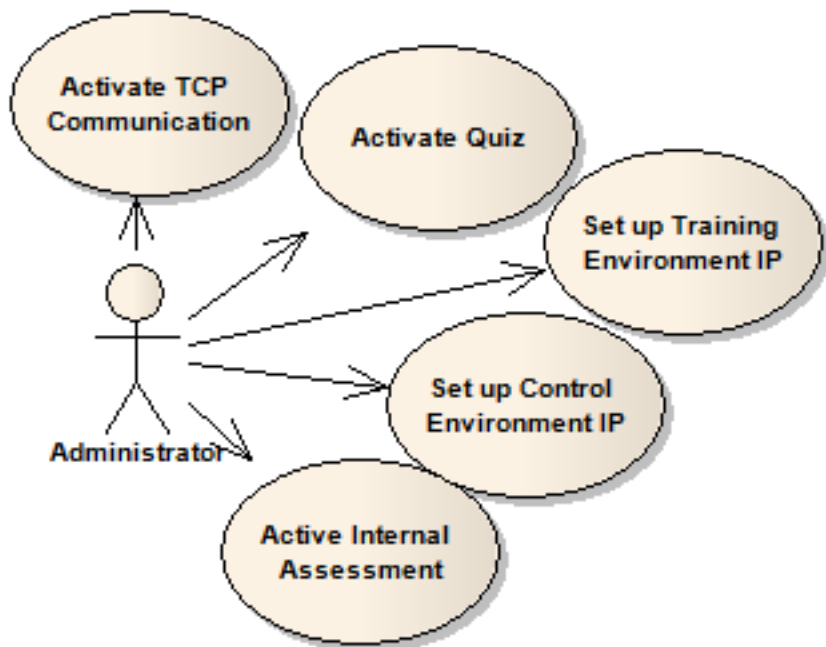 Activate TCP
Communication
Activate Quiz
Set up Training
Environment IP
Set up Control
Environment IP
Administrator
Active Internal
Assessment